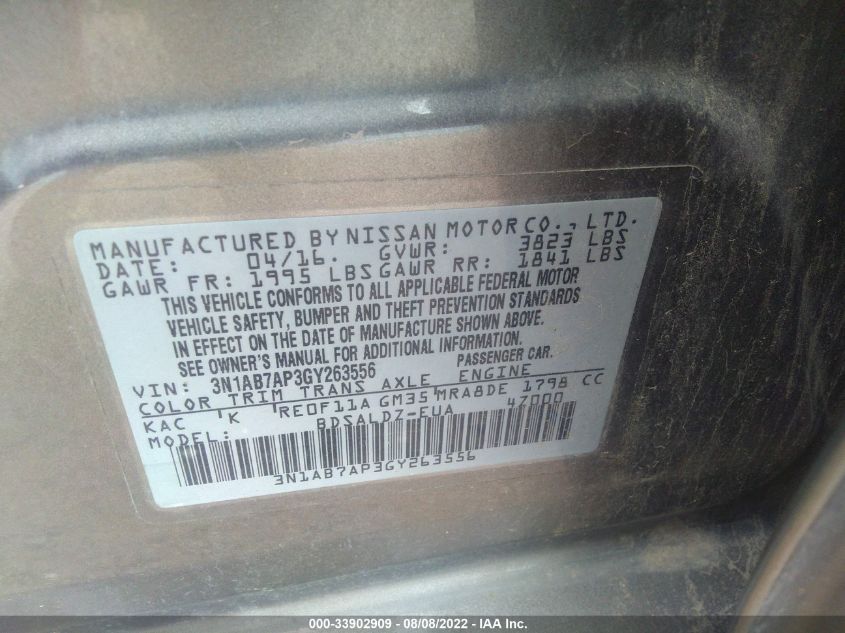 MANUFACTURED BY NISSAN MOTOR CO., LTD.
DATE: 04/16. GVWR: 3823 LBS
GAWR FR: 1995 LBS GAWR RR: 1841 LBS
THIS VEHICLE CONFORMS TO ALL APPLICABLE FEDERAL MOTOR
VEHICLE SAFETY, BUMPER AND THEFT PREVENTION STANDARDS
IN EFFECT ON THE DATE OF MANUFACTURE SHOWN ABOVE.
SEE OWNER'S MANUAL FOR ADDITIONAL INFORMATION.
VIN: 3N1AB7AP3GY263556 PASSENGER CAR.
COLOR TRIM TRANS AXLE ENGINE
KAC K RE0F11A GM35 MRA8DE 1798 CC
MODEL: BDSALDZ-EUA 47000
3N1AB7AP3GY263556
000-33902909 - 08/08/2022 - IAA Inc.